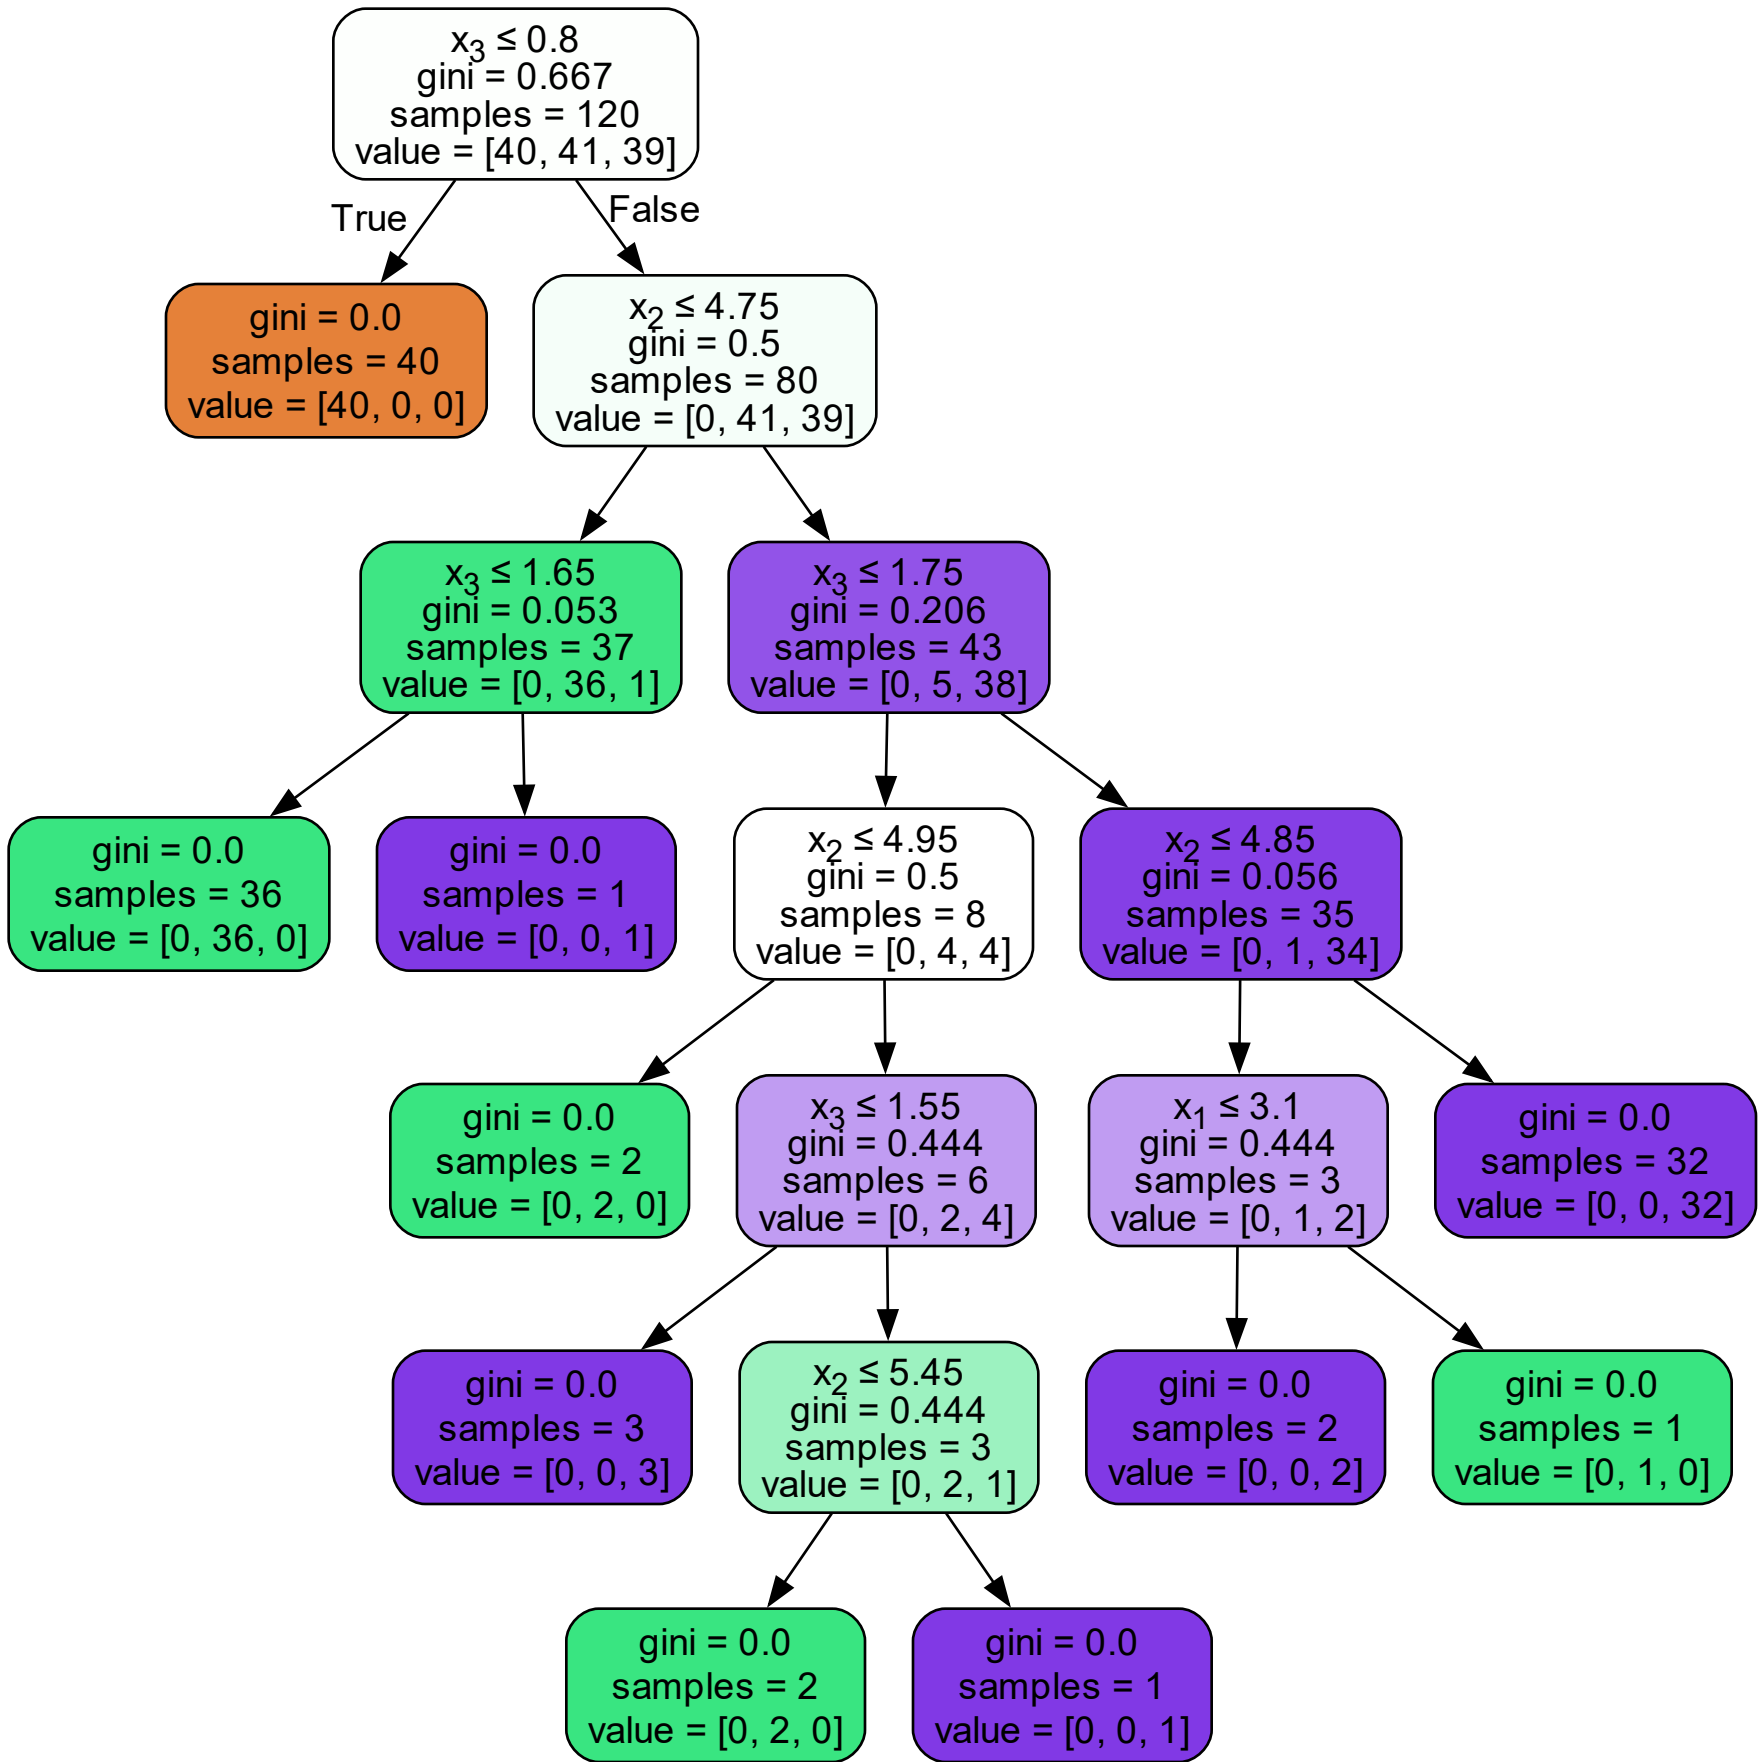 x₃ ≤ 0.8
gini = 0.667
samples = 120
value = [40, 41, 39]
True
False
gini = 0.0
samples = 40
value = [40, 0, 0]
x₂ ≤ 4.75
gini = 0.5
samples = 80
value = [0, 41, 39]
x₃ ≤ 1.65
gini = 0.053
samples = 37
value = [0, 36, 1]
x₃ ≤ 1.75
gini = 0.206
samples = 43
value = [0, 5, 38]
gini = 0.0
samples = 36
value = [0, 36, 0]
gini = 0.0
samples = 1
value = [0, 0, 1]
x₂ ≤ 4.95
gini = 0.5
samples = 8
value = [0, 4, 4]
x₂ ≤ 4.85
gini = 0.056
samples = 35
value = [0, 1, 34]
gini = 0.0
samples = 2
value = [0, 2, 0]
x₃ ≤ 1.55
gini = 0.444
samples = 6
value = [0, 2, 4]
x₁ ≤ 3.1
gini = 0.444
samples = 3
value = [0, 1, 2]
gini = 0.0
samples = 32
value = [0, 0, 32]
gini = 0.0
samples = 3
value = [0, 0, 3]
x₂ ≤ 5.45
gini = 0.444
samples = 3
value = [0, 2, 1]
gini = 0.0
samples = 2
value = [0, 0, 2]
gini = 0.0
samples = 1
value = [0, 1, 0]
gini = 0.0
samples = 2
value = [0, 2, 0]
gini = 0.0
samples = 1
value = [0, 0, 1]